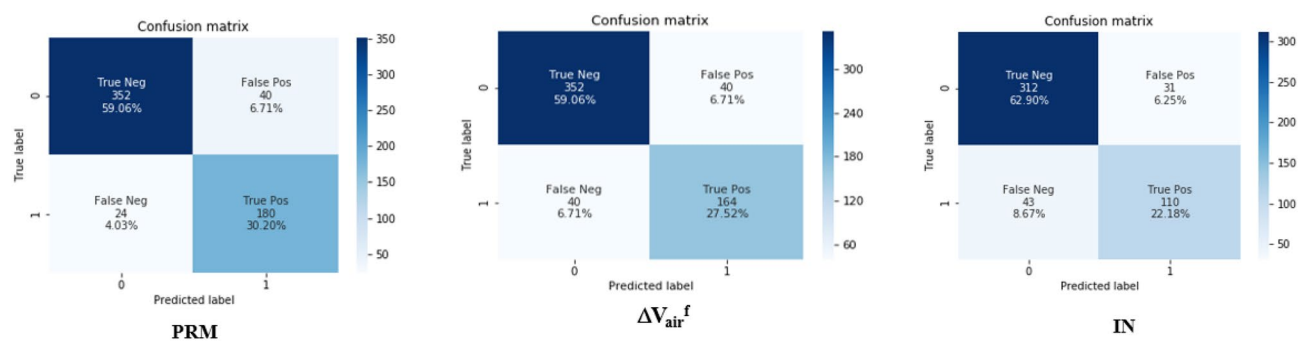 Confusion matrix
True label
0
1
True Neg
352
59.06%
False Pos
40
6.71%
False Neg
24
4.03%
True Pos
180
30.20%
0
1
Predicted label
350
300
250
200
150
100
50
PRM
Confusion matrix
True label
0
1
True Neg
352
59.06%
False Pos
40
6.71%
False Neg
40
6.71%
True Pos
164
27.52%
0
1
Predicted label
300
240
180
120
60
ΔVairᶠ
Confusion matrix
True label
0
1
True Neg
312
62.90%
False Pos
31
6.25%
False Neg
43
8.67%
True Pos
110
22.18%
0
1
Predicted label
300
250
200
150
100
50
IN